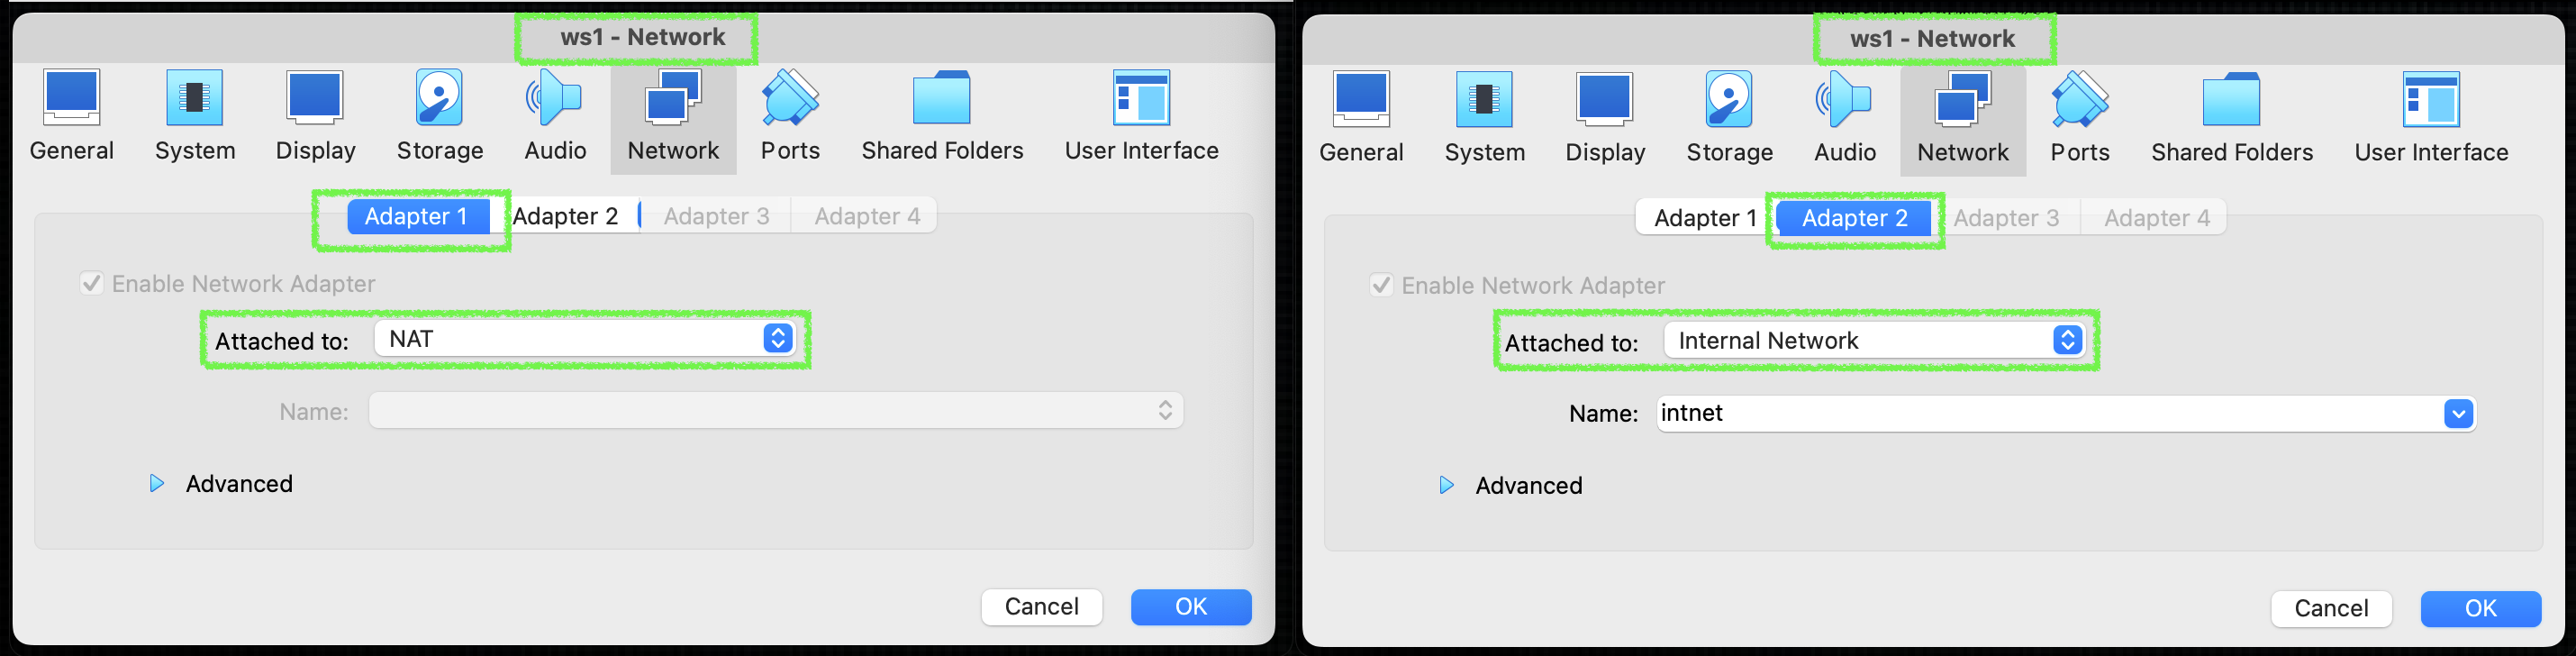 ws1 - Network
General System Display Storage Audio Network Ports Shared Folders User Interface
Adapter 1 Adapter 2 Adapter 3 Adapter 4
Enable Network Adapter
Attached to: NAT
Name:
Advanced
Cancel OK
ws1 - Network
General System Display Storage Audio Network Ports Shared Folders User Interface
Adapter 1 Adapter 2 Adapter 3 Adapter 4
Enable Network Adapter
Attached to: Internal Network
Name: intnet
Advanced
Cancel OK